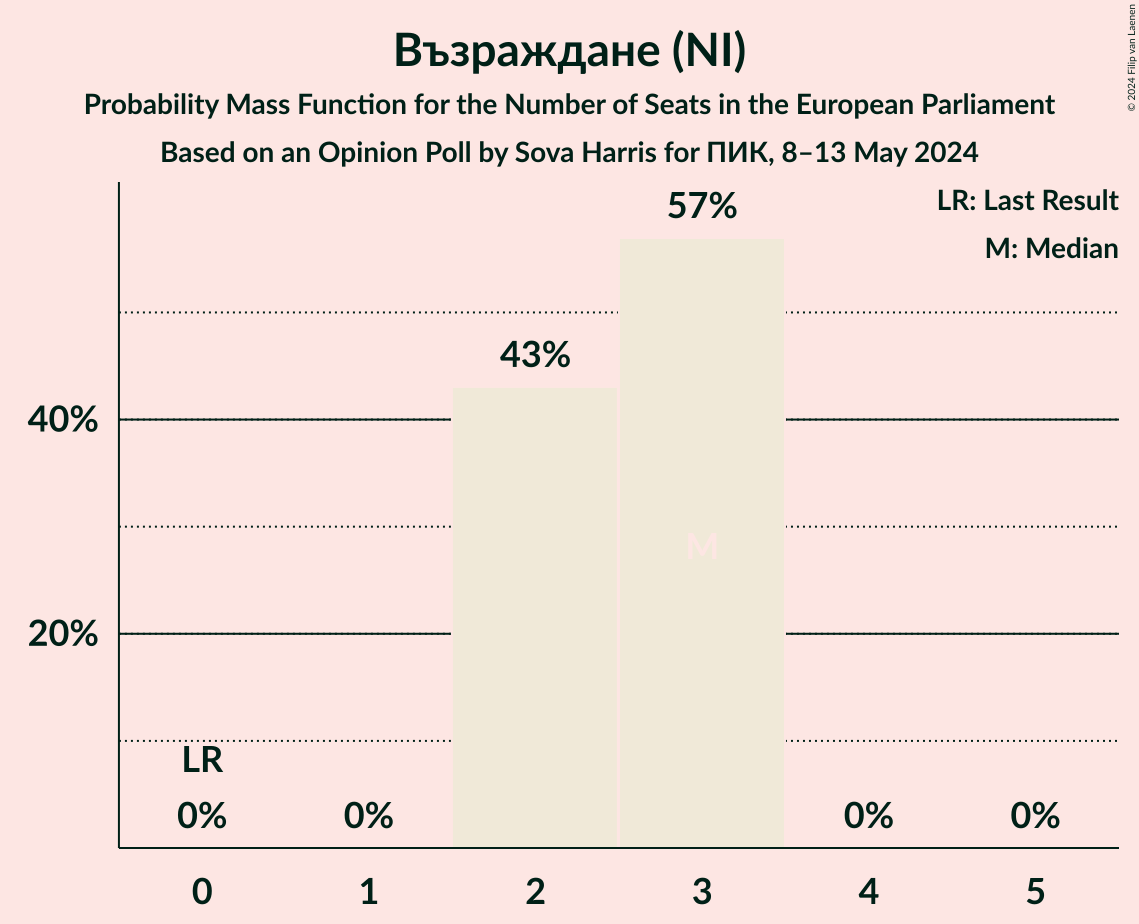 Възраждане (NI)
Probability Mass Function for the Number of Seats in the European Parliament
Based on an Opinion Poll by Sova Harris for ПИК, 8–13 May 2024
© 2024 Filip van Laenen
LR: Last Result
M: Median
57%
43%
40%
M
20%
LR
0% 0% 0% 0%
0 1 2 3 4 5